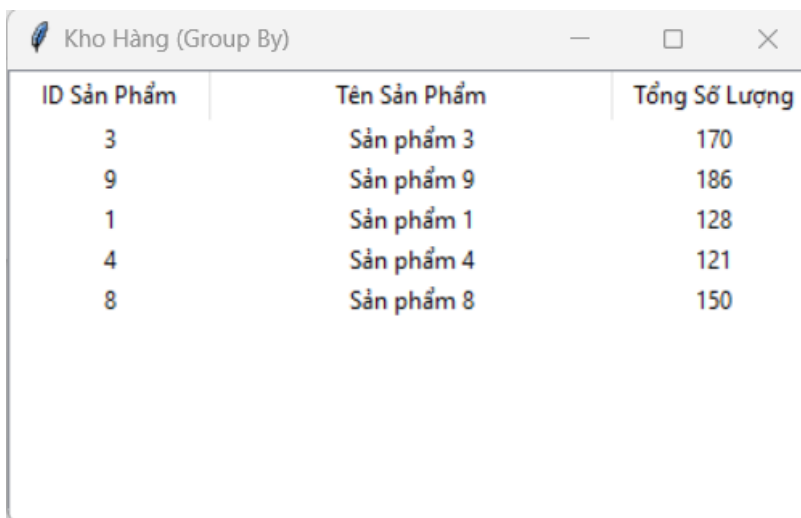 Kho Hàng (Group By)
ID Sản Phẩm Tên Sản Phẩm Tổng Số Lượng
3 Sản phẩm 3 170
9 Sản phẩm 9 186
1 Sản phẩm 1 128
4 Sản phẩm 4 121
8 Sản phẩm 8 150